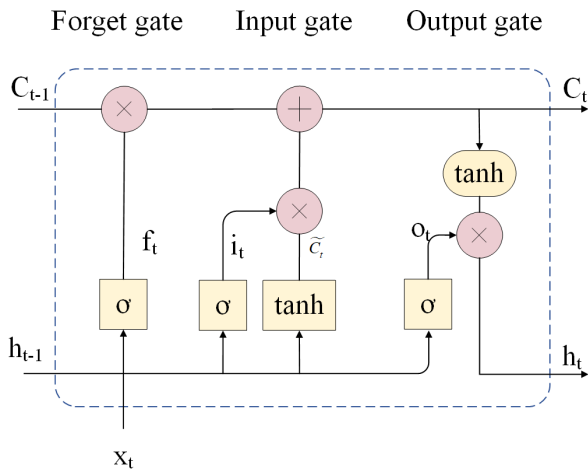 Forget gate Input gate Output gate
C_{t-1} × + C_t
tanh
f_t i_t × \widetilde{C}_t o_t ×
σ σ tanh σ
h_{t-1} h_t
x_t